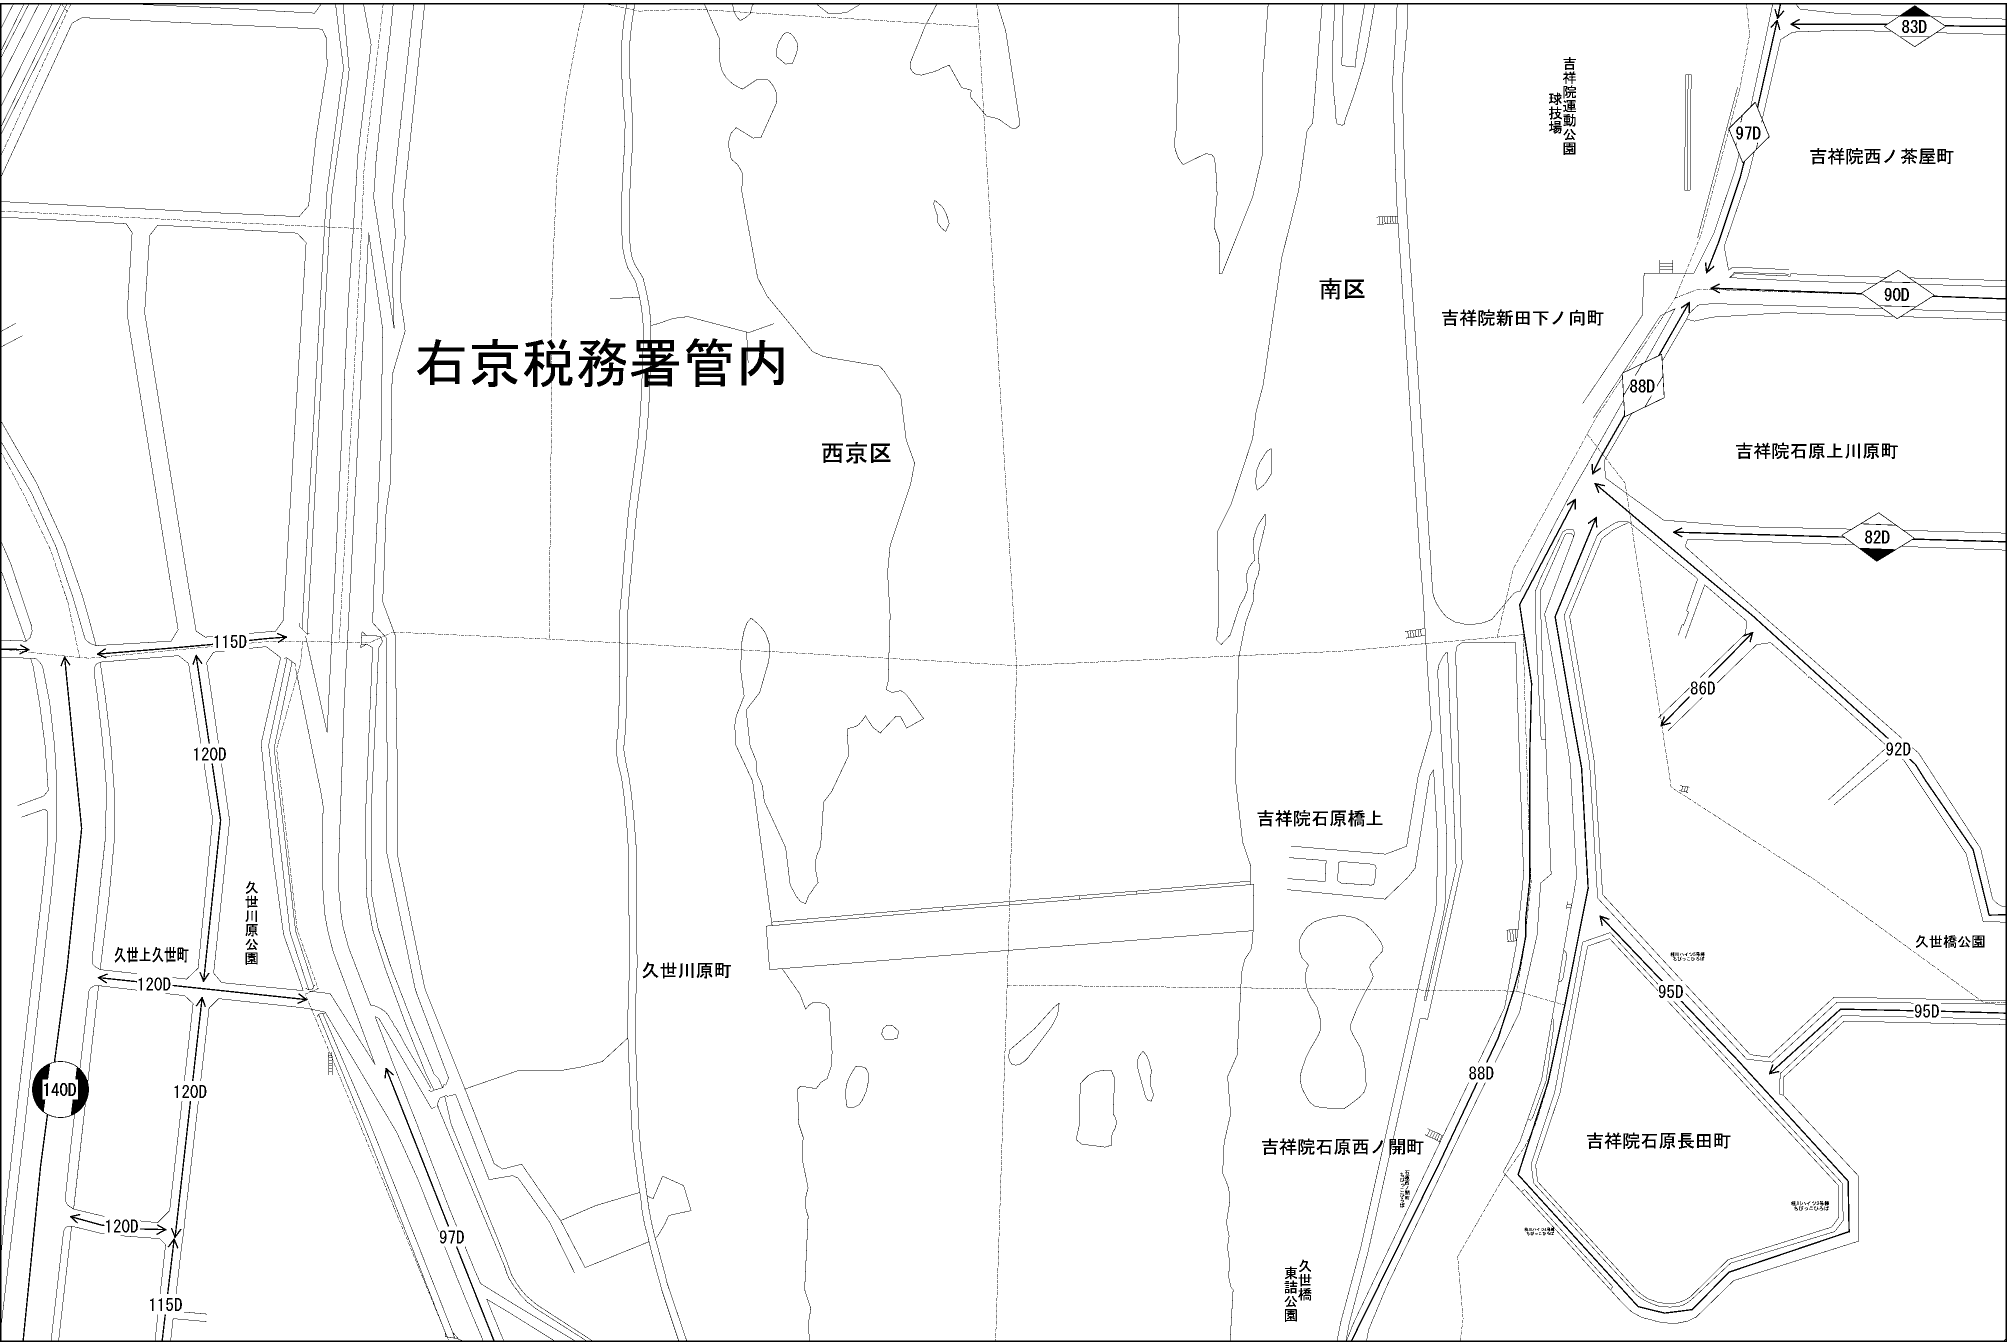 83D
吉祥院運動公園
球技場
97D
吉祥院西ノ茶屋町
南区
90D
吉祥院新田下ノ向町
右京税務署管内
88D
西京区
吉祥院石原上川原町
82D
115D
86D
120D
92D
吉祥院石原橋上
久世川原公園
久世上久世町
久世川原町
久世橋公園
120D
95D
95D
88D
140D
120D
吉祥院石原西ノ開町
吉祥院石原長田町
120D
97D
久世橋
東詰公園
115D